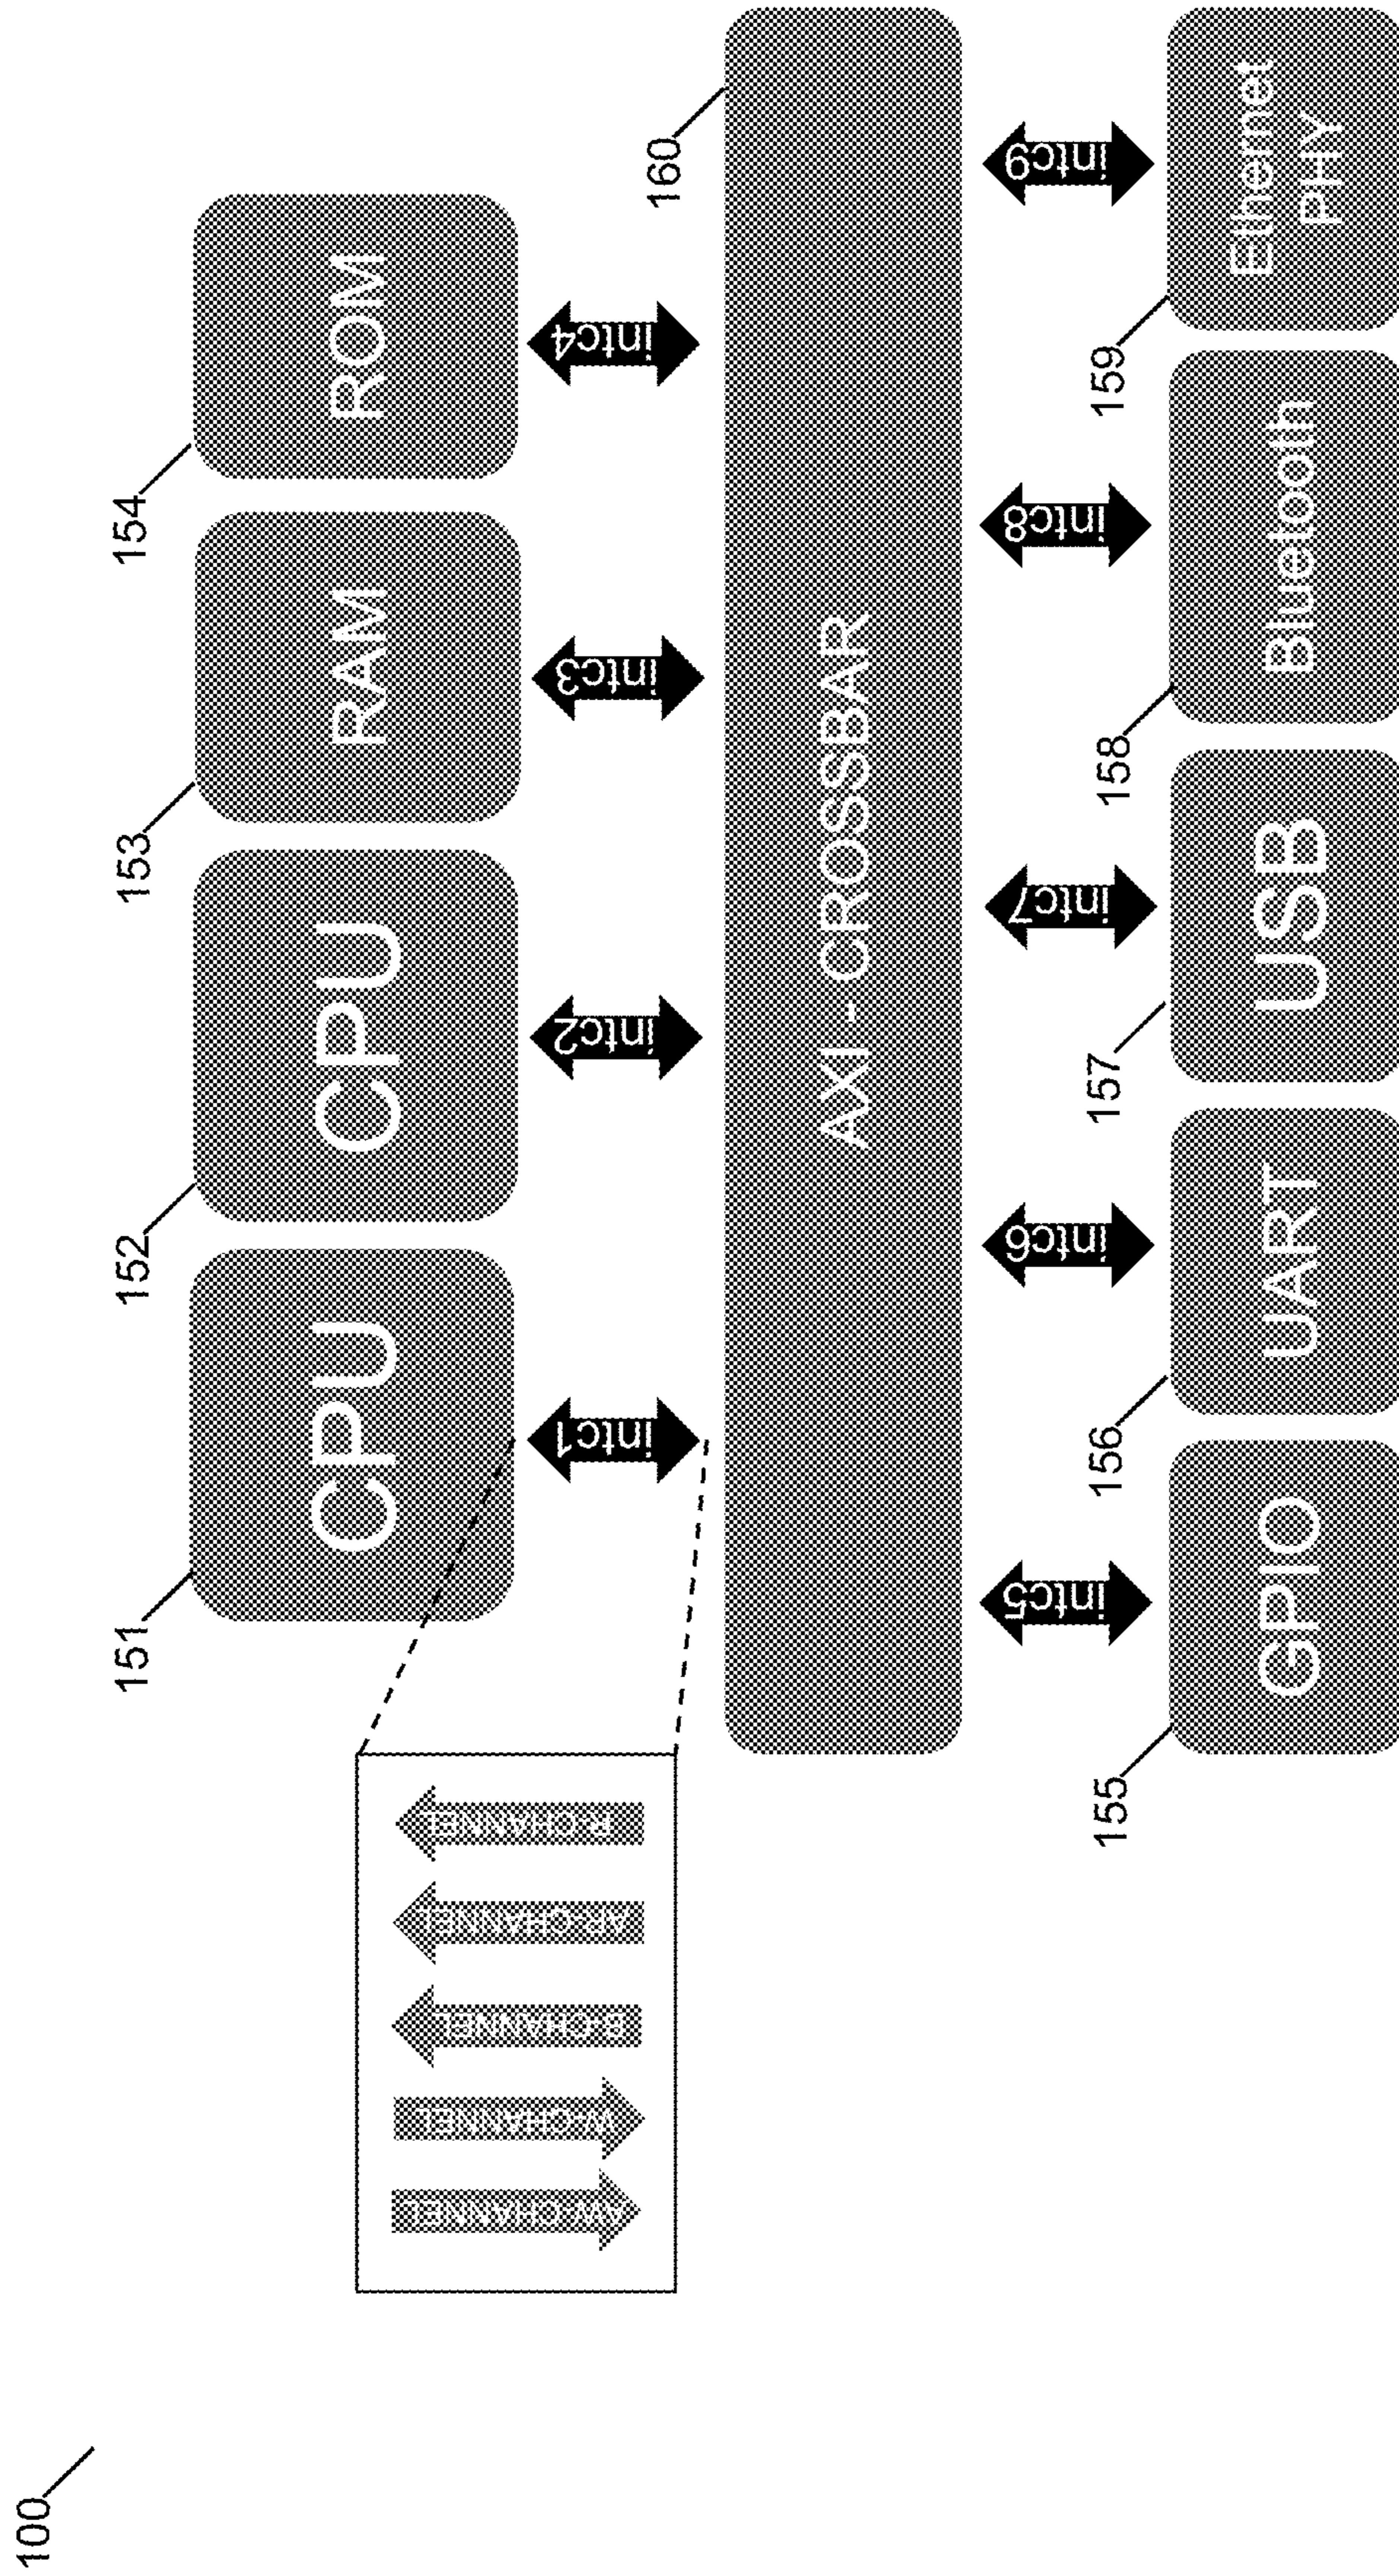 100
151
152
153
154
CPU
CPU
RAM
ROM
AW-CHANNEL
W-CHANNEL
B-CHANNEL
AR-CHANNEL
R-CHANNEL
intc1
intc2
intc3
intc4
160
AXI - CROSSBAR
intc5
intc6
intc7
intc8
intc9
155
156
157
158
159
GPIO
UART
USB
Bluetooth
Ethernet
PHY